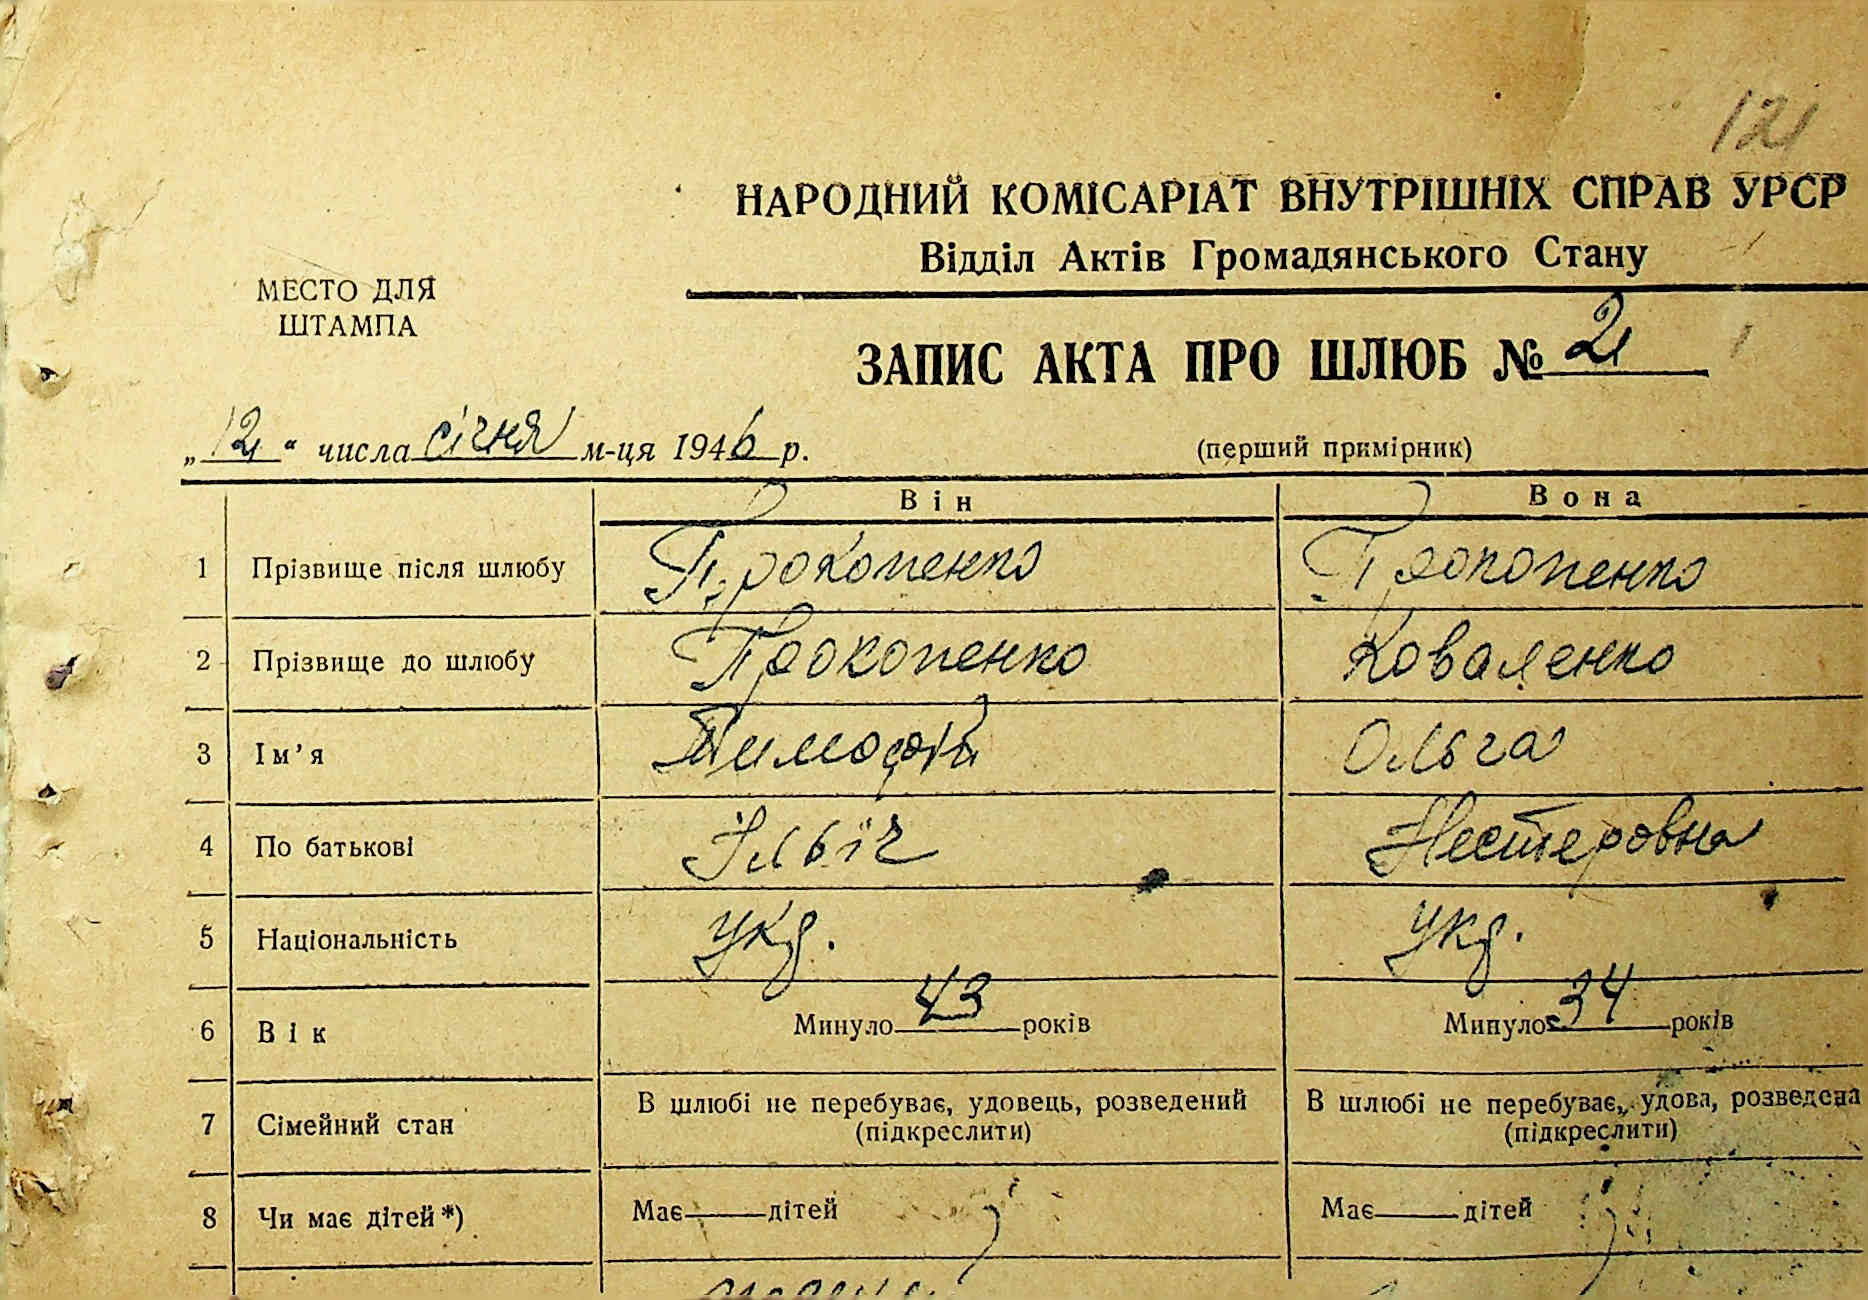 121
НАРОДНИЙ КОМІСАРІАТ ВНУТРІШНІХ СПРАВ УРСР
Відділ Актів Громадянського Стану
МЕСТО ДЛЯ
ШТАМПА
ЗАПИС АКТА ПРО ШЛЮБ № 2
„12“ числа січня м-ця 1946 р.
(перший примірник)
Він Вона
1 Прізвище після шлюбу Прокопенко Прокопенко
2 Прізвище до шлюбу Прокопенко Коваленко
3 Ім'я Тимофій Ольга
4 По батькові Ільїч Нестеровна
5 Національність укр. укр.
6 Вік Минуло 43 років Минуло 34 років
7 Сімейний стан В шлюбі не перебуває, удовець, розведений В шлюбі не перебуває, удова, розведена
(підкреслити) (підкреслити)
8 Чи має дітей*) Має — дітей Має — дітей